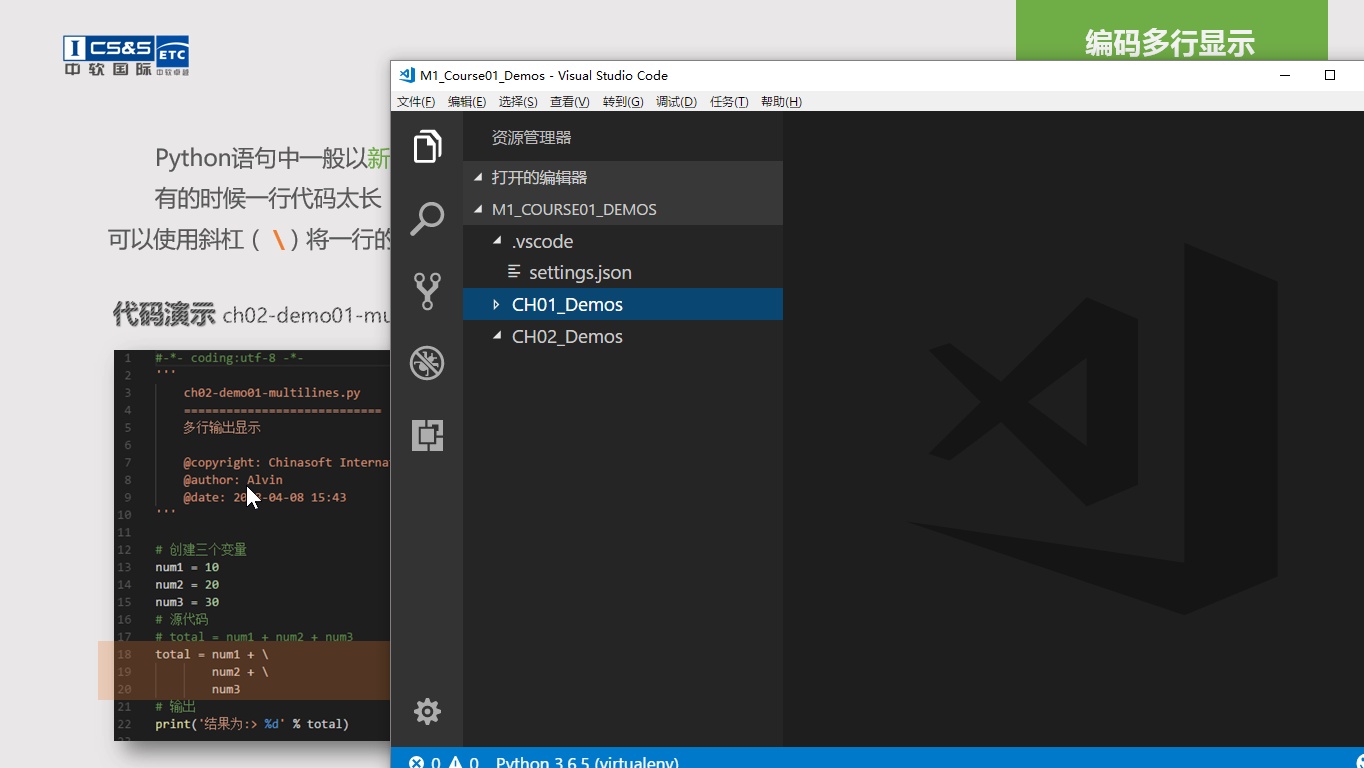 CS&S ETC
中软国际 中软卓越
编码多行显示
Python语句中一般以新
有的时候一行代码太长
可以使用斜杠（ \ ）将一行的
代码演示 ch02-demo01-mu
1 #-*- coding:utf-8 -*-
2 '''
3 ch02-demo01-multilines.py
4 ============================
5 多行输出显示
6
7 @copyright: Chinasoft Internat
8 @author: Alvin
9 @date: 20 -04-08 15:43
10 '''
11
12 # 创建三个变量
13 num1 = 10
14 num2 = 20
15 num3 = 30
16 # 源代码
17 # total = num1 + num2 + num3
18 total = num1 + \
19 num2 + \
20 num3
21 # 输出
22 print('结果为:> %d' % total)
M1_Course01_Demos - Visual Studio Code
文件(F) 编辑(E) 选择(S) 查看(V) 转到(G) 调试(D) 任务(T) 帮助(H)
资源管理器
打开的编辑器
M1_COURSE01_DEMOS
.vscode
settings.json
CH01_Demos
CH02_Demos
0 0 Python 3.6.5 (virtualenv)